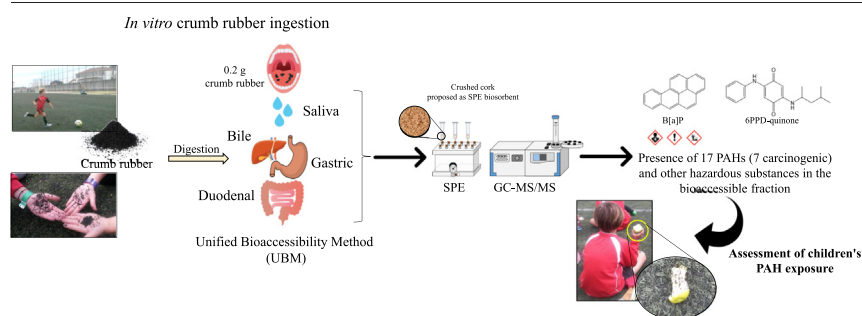 In vitro crumb rubber ingestion
0.2 g
crumb rubber
Saliva
Bile
Gastric
Duodenal
Unified Bioaccessibility Method
(UBM)
Crumb rubber
Digestion
Crushed cork
proposed as SPE biosorbent
SPE
GC-MS/MS
B[a]P
O
H
N
N
H
O
6PPD-quinone
Presence of 17 PAHs (7 carcinogenic)
and other hazardous substances in the
bioaccessible fraction
Assessment of children's
PAH exposure